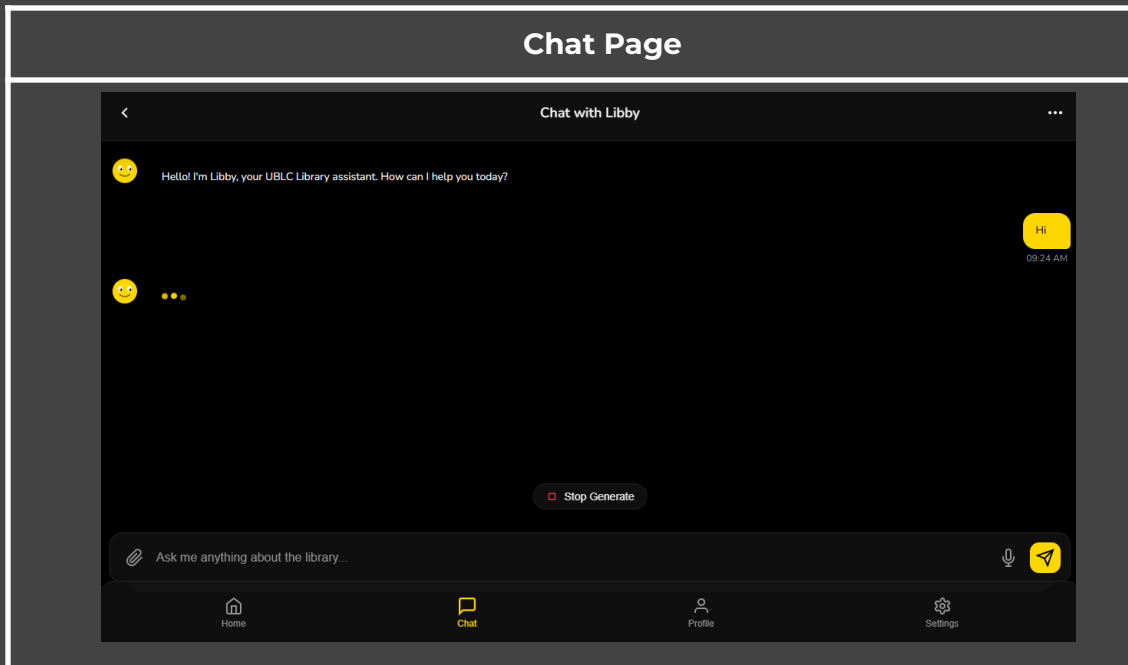 Chat Page
Chat with Libby
Hello! I'm Libby, your UBLC Library assistant. How can I help you today?
Hi
09:24 AM
Stop Generate
Ask me anything about the library...
Home
Chat
Profile
Settings